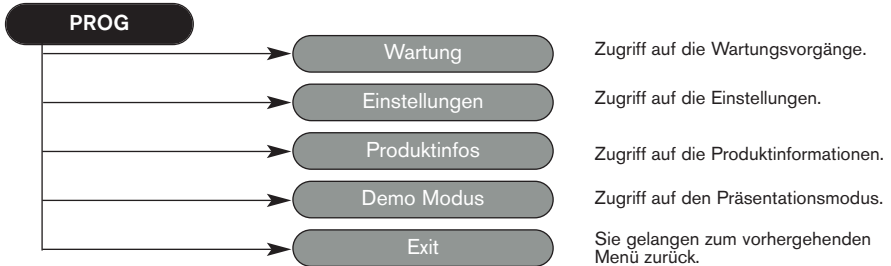 PROG
Wartung
Zugriff auf die Wartungsvorgänge.
Einstellungen
Zugriff auf die Einstellungen.
Produktinfos
Zugriff auf die Produktinformationen.
Demo Modus
Zugriff auf den Präsentationsmodus.
Exit
Sie gelangen zum vorhergehenden
Menü zurück.